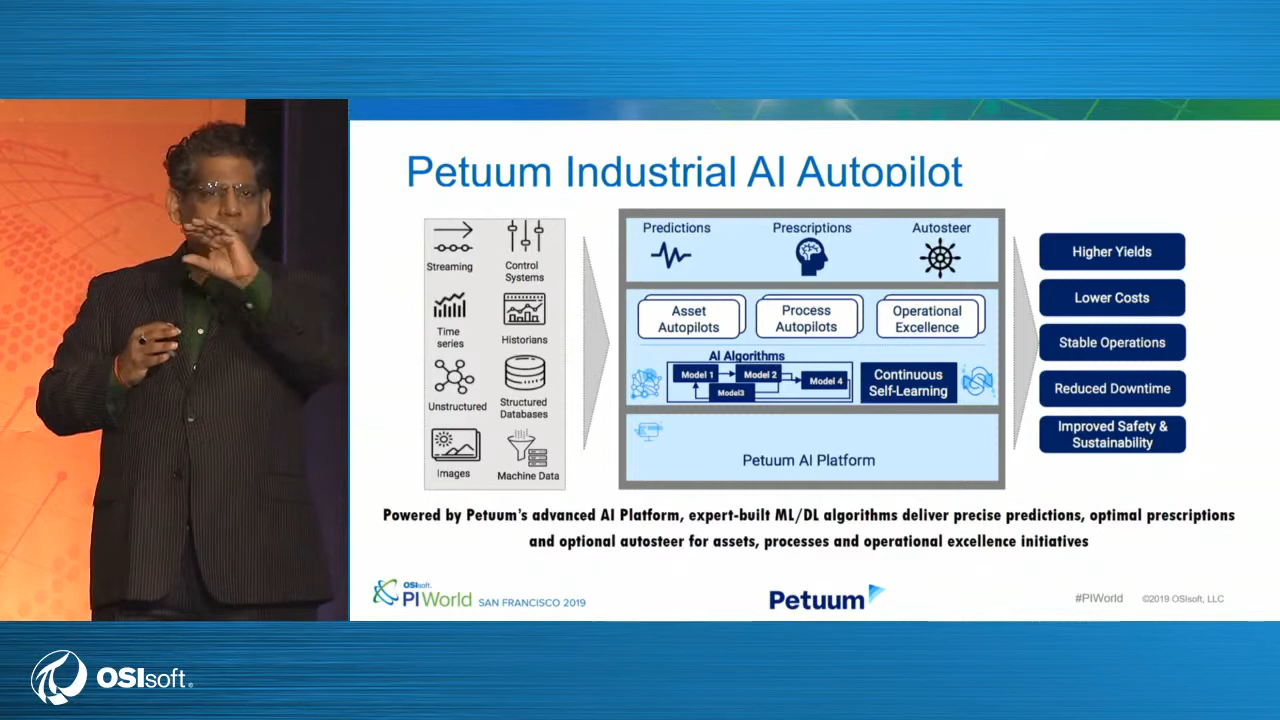 Petuum Industrial AI Autopilot
Streaming
Control
Systems
Time
series
Historians
Unstructured
Structured
Databases
Images
Machine Data
Predictions
Prescriptions
Autosteer
Asset
Autopilots
Process
Autopilots
Operational
Excellence
AI Algorithms
Model 1
Model 2
Model3
Model 4
Continuous
Self-Learning
Petuum AI Platform
Higher Yields
Lower Costs
Stable Operations
Reduced Downtime
Improved Safety &
Sustainability
Powered by Petuum's advanced AI Platform, expert-built ML/DL algorithms deliver precise predictions, optimal prescriptions
and optional autosteer for assets, processes and operational excellence initiatives
OSIsoft.
PI World SAN FRANCISCO 2019
Petuum
#PIWorld ©2019 OSIsoft, LLC
OSIsoft.